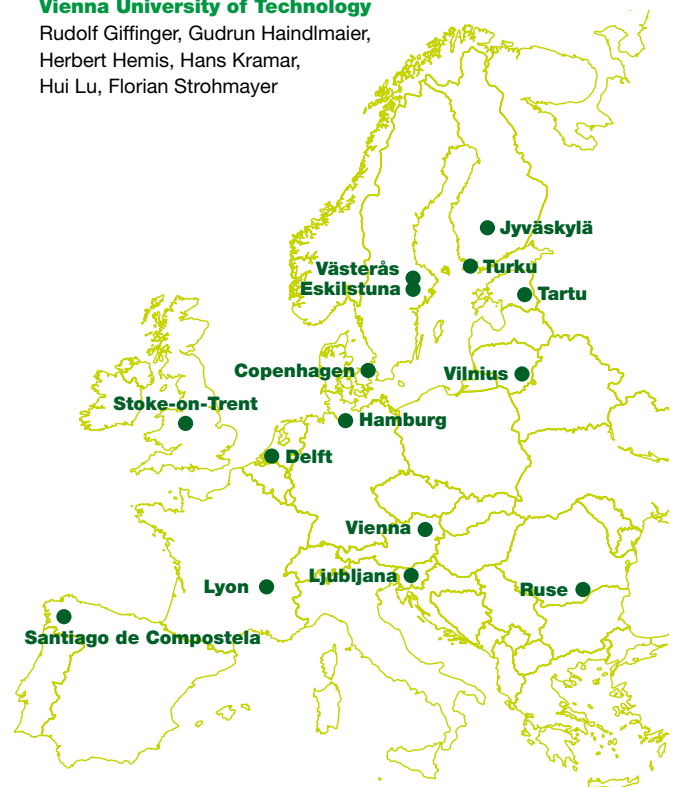 Vienna University of Technology
Rudolf Giffinger, Gudrun Haindlmaier,
Herbert Hemis, Hans Kramar,
Hui Lu, Florian Strohmayer
Jyväskylä
Västerås
Turku
Eskilstuna
Tartu
Copenhagen
Vilnius
Stoke-on-Trent
Hamburg
Delft
Vienna
Ljubljana
Lyon
Ruse
Santiago de Compostela